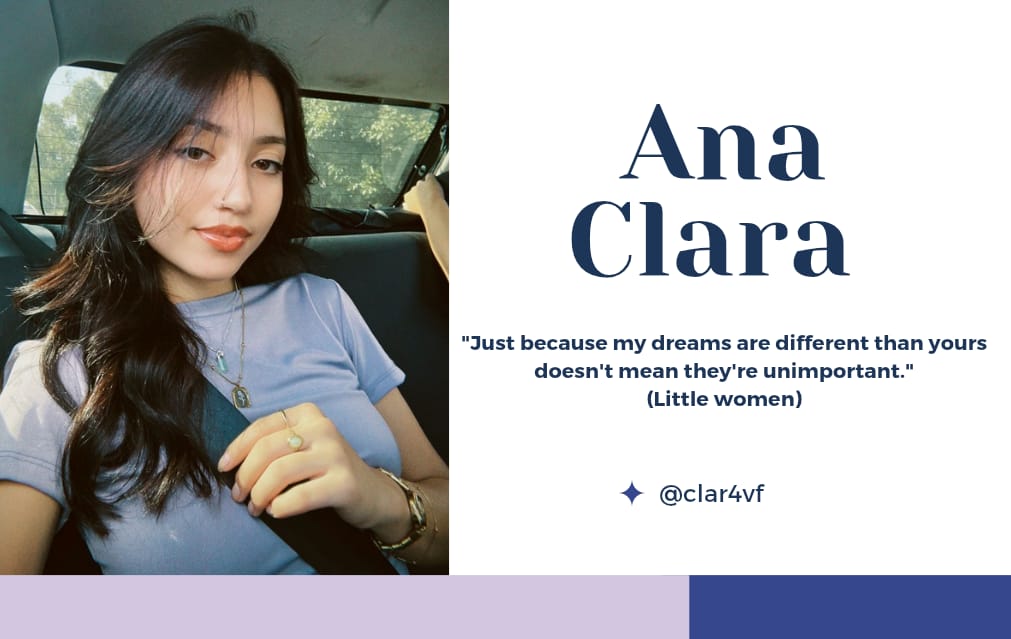 Ana
Clara
"Just because my dreams are different than yours
doesn't mean they're unimportant."
(Little women)
@clar4vf